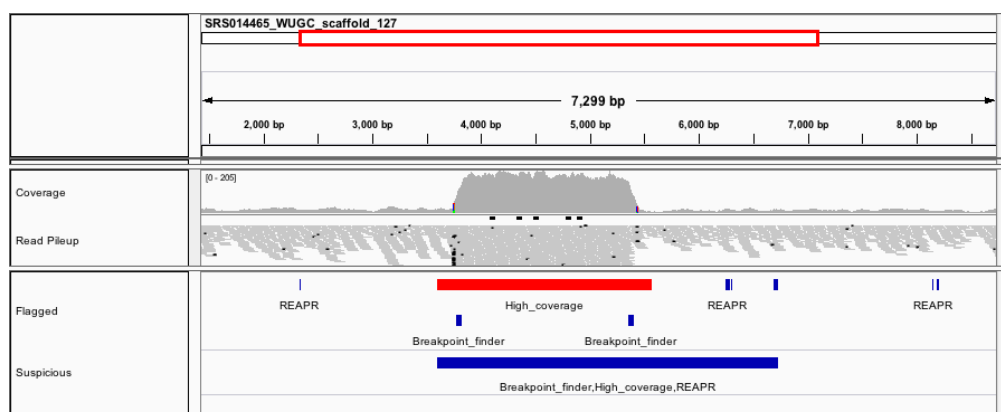 SRS014465_WUGC_scaffold_127
7,299 bp
2,000 bp 3,000 bp 4,000 bp 5,000 bp 6,000 bp 7,000 bp 8,000 bp
Coverage
[0 - 205]
Read Pileup
Flagged
REAPR High_coverage REAPR REAPR
Breakpoint_finder Breakpoint_finder
Suspicious
Breakpoint_finder,High_coverage,REAPR